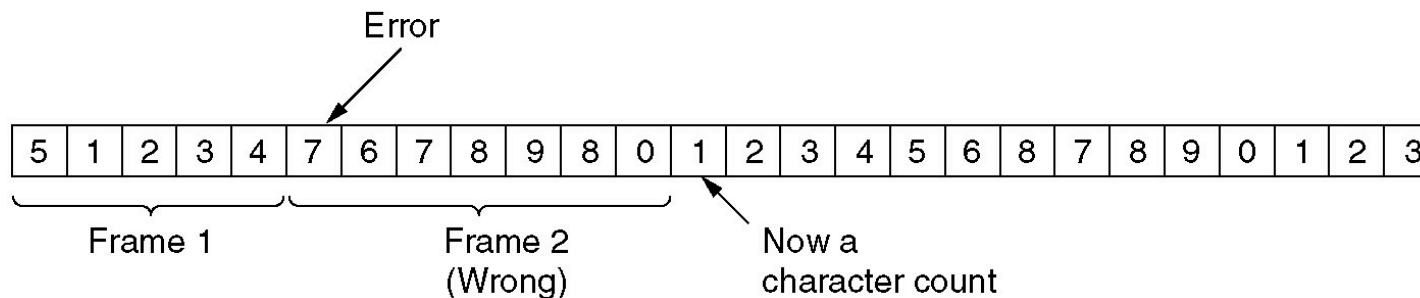 Error
5 1 2 3 4 7 6 7 8 9 8 0 1 2 3 4 5 6 8 7 8 9 0 1 2 3
Frame 1
Frame 2
(Wrong)
Now a
character count